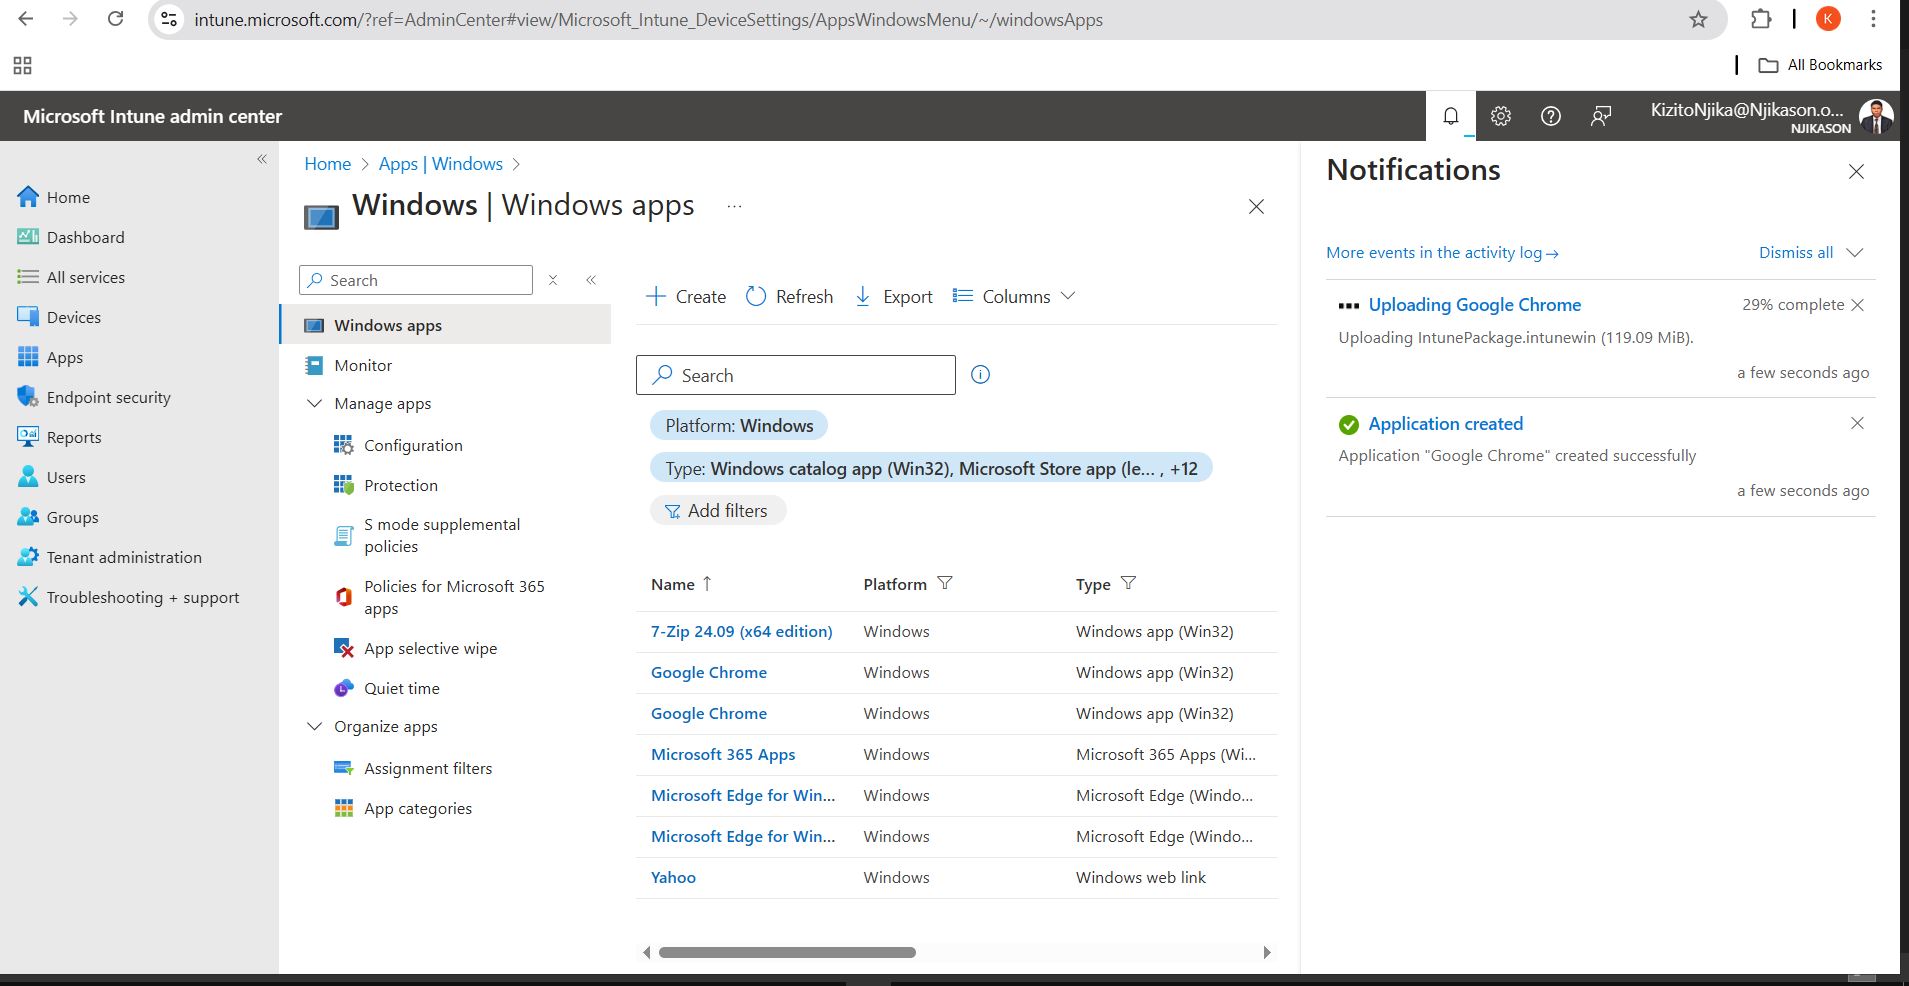 intune.microsoft.com/?ref=AdminCenter#view/Microsoft_Intune_DeviceSettings/AppsWindowsMenu/~/windowsApps
K
All Bookmarks
Microsoft Intune admin center
KizitoNjika@Njikason.o...
NJIKASON
Home
Dashboard
All services
Devices
Apps
Endpoint security
Reports
Users
Groups
Tenant administration
Troubleshooting + support
Home > Apps | Windows >
Windows | Windows apps ...
Search
Windows apps
Monitor
Manage apps
Configuration
Protection
S mode supplemental
policies
Policies for Microsoft 365
apps
App selective wipe
Quiet time
Organize apps
Assignment filters
App categories
Create Refresh Export Columns
Search
Platform: Windows
Type: Windows catalog app (Win32), Microsoft Store app (le... , +12
Add filters
Name ↑ Platform Type
7-Zip 24.09 (x64 edition) Windows Windows app (Win32)
Google Chrome Windows Windows app (Win32)
Google Chrome Windows Windows app (Win32)
Microsoft 365 Apps Windows Microsoft 365 Apps (Wi...
Microsoft Edge for Win... Windows Microsoft Edge (Windo...
Microsoft Edge for Win... Windows Microsoft Edge (Windo...
Yahoo Windows Windows web link
Notifications
More events in the activity log → Dismiss all
Uploading Google Chrome 29% complete
Uploading IntunePackage.intunewin (119.09 MiB).
a few seconds ago
Application created
Application "Google Chrome" created successfully
a few seconds ago